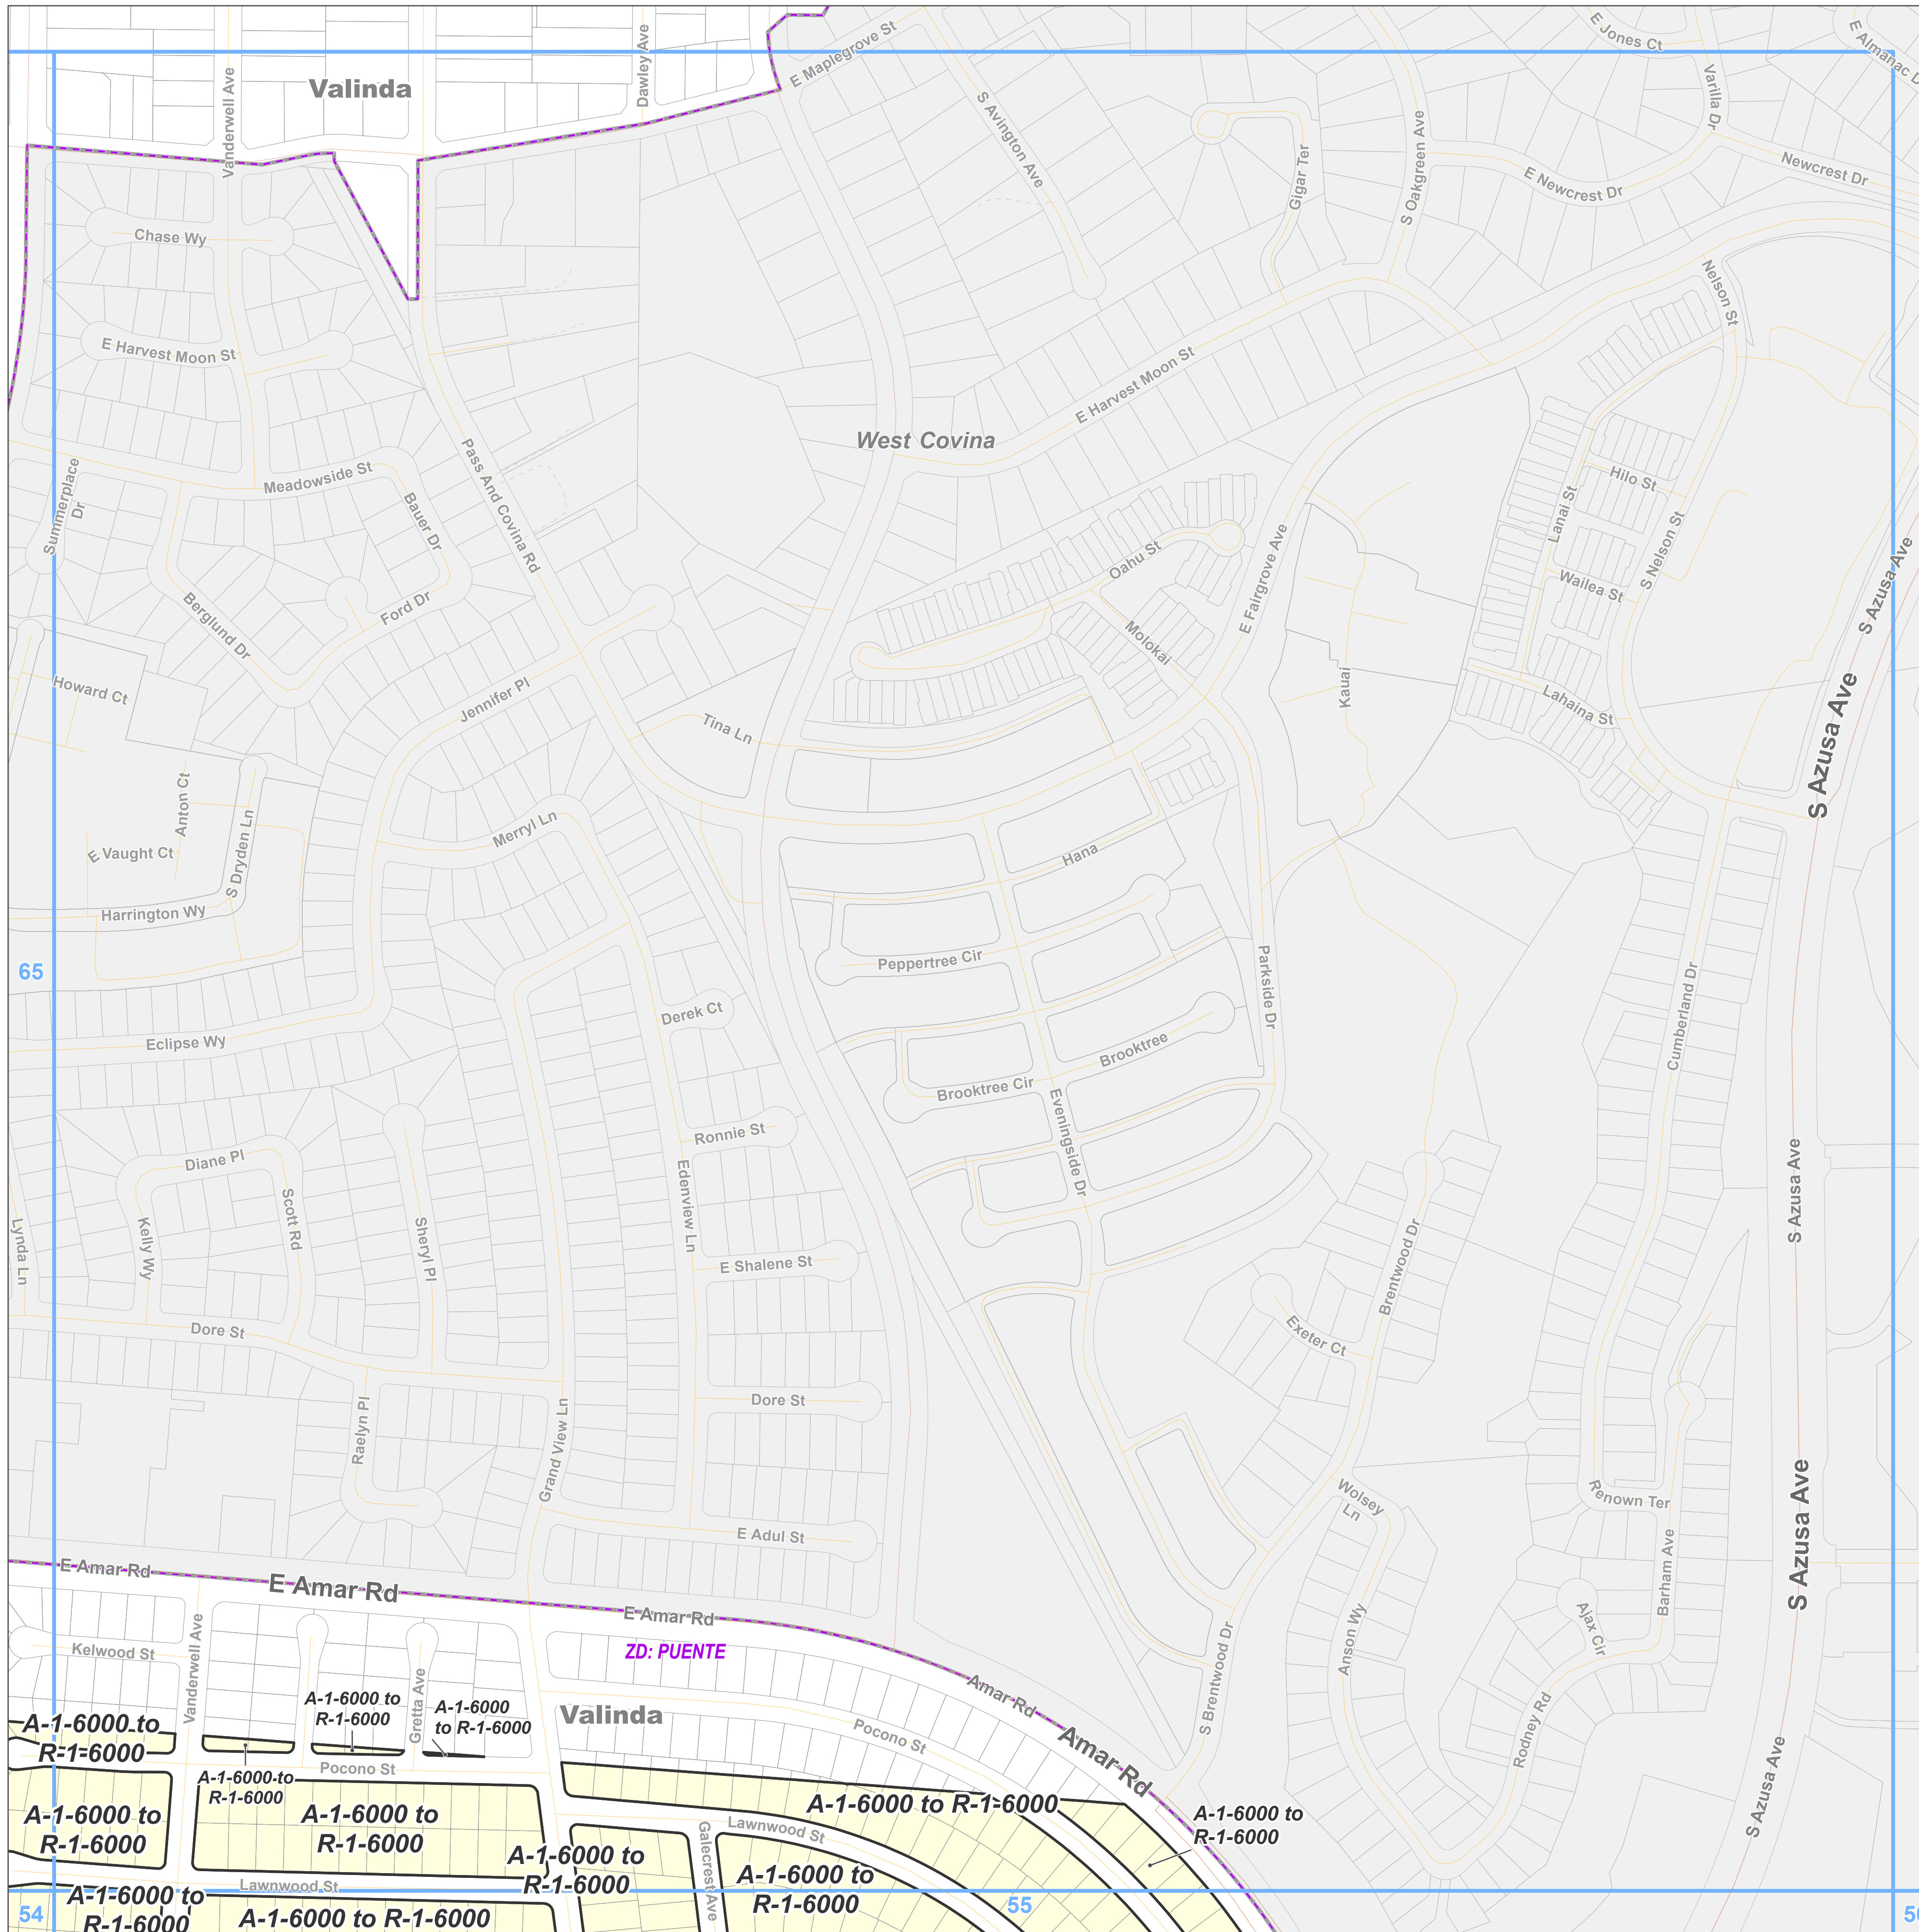 E Jones Ct
E Almanac D
E Maplegrove St
Dawley Ave
Valinda
Vanderwell Ave
S Avington Ave
Varilla Dr
Gigar Ter
S Oakgreen Ave
E Newcrest Dr
Newcrest Dr
Chase Wy
Nelson St
E Harvest Moon St
E Harvest Moon St
West Covina
Meadowside St
Pass And Covina Rd
Summerplace
Dr
Bauer Dr
Hilo St
Lanai St
S Nelson St
Oahu St
E Fairgrove Ave
Wailea St
S Azusa Ave
Berglund Dr
Ford Dr
Molokai
Howard Ct
Jennifer Pl
Kauai
Lahaina St
Tina Ln
S Azusa Ave
Anton Ct
Merryl Ln
E Vaught Ct
S Dryden Ln
Hana
Harrington Wy
65
Peppertree Cir
Parkside Dr
Cumberland Dr
Derek Ct
Eclipse Wy
Brooktree
Brooktree Cir
Eveningside Dr
Ronnie St
Diane Pl
Edenview Ln
S Azusa Ave
Lynda Ln
Kelly Wy
Scott Rd
Sheryl Pl
E Shalene St
Brentwood Dr
Dore St
Exeter Ct
Dore St
Raelyn Pl
Grand View Ln
Wolsey
Ln
Renown Ter
S Azusa Ave
E Adul St
E Amar Rd
E Amar Rd
E Amar Rd
Barham Ave
Ajax Cir
Anson Wy
ZD: PUENTE
Kelwood St
Vanderwell Ave
Gretta Ave
Amar Rd
S Brentwood Dr
Rodney Rd
A-1-6000 to
R-1-6000
A-1-6000
to R-1-6000
Valinda
A-1-6000 to
R-1-6000
Pocono St
Amar Rd
S Azusa Ave
Pocono St
A-1-6000 to
R-1-6000
A-1-6000 to
R-1-6000
A-1-6000 to
R-1-6000
A-1-6000 to R-1-6000
A-1-6000 to
R-1-6000
Lawnwood St
Galecrest Ave
A-1-6000 to
R-1-6000
A-1-6000 to
R-1-6000
Lawnwood St
A-1-6000 to
R-1-6000
A-1-6000 to R-1-6000
54
55